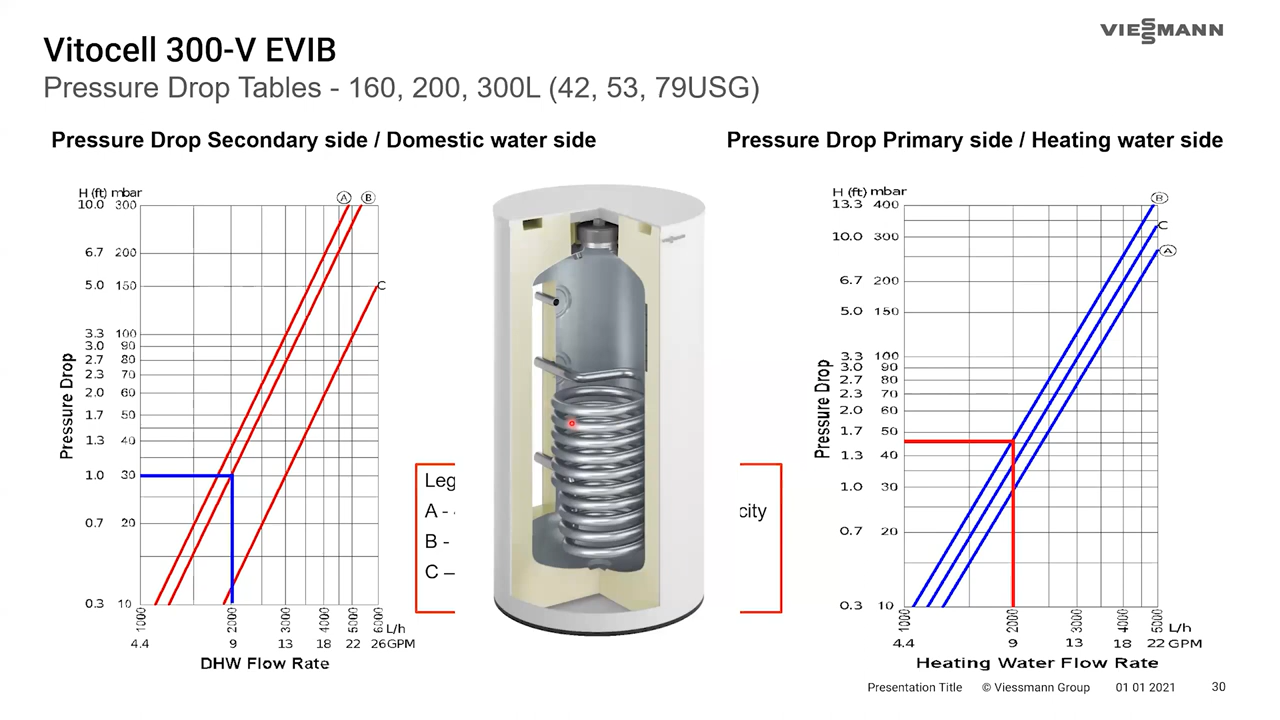 VIESSMANN
Vitocell 300-V EVIB
Pressure Drop Tables - 160, 200, 300L (42, 53, 79USG)
Pressure Drop Secondary side / Domestic water side
Pressure Drop Primary side / Heating water side
H (ft) mbar
10.0 300
6.7 200
5.0 150
3.3 100
3.0 90
2.7 80
2.3 70
2.0 60
1.7 50
1.3 40
1.0 30
0.7 20
0.3 10
Pressure Drop
A B
C
1000 2000 3000 4000 5000 6000 L/h
4.4 9 13 18 22 26 GPM
DHW Flow Rate
Leg
A - city
B -
C –
H (ft) mbar
13.3 400
10.0 300
6.7 200
5.0 150
3.3 100
3.0 90
2.7 80
2.3 70
2.0 60
1.7 50
1.3 40
1.0 30
0.7 20
0.3 10
Pressure Drop
B
C
A
1000 2000 3000 4000 5000 L/h
4.4 9 13 18 22 GPM
Heating Water Flow Rate
Presentation Title © Viessmann Group 01 01 2021 30